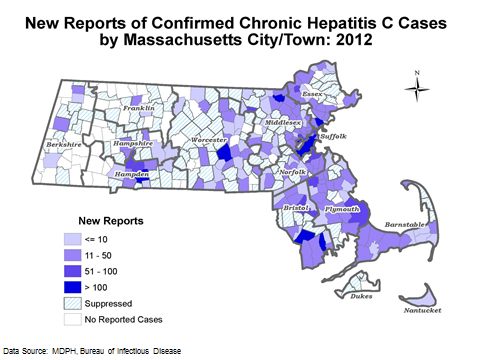 New Reports of Confirmed Chronic Hepatitis C Cases
by Massachusetts City/Town: 2012
N
Essex
Franklin
Middlesex
Suffolk
Worcester
Berkshire
Hampshire
Hampden
Norfolk
Bristol
Plymouth
Barnstable
Dukes
Nantucket
New Reports
<= 10
11 - 50
51 - 100
> 100
Suppressed
No Reported Cases
Data Source: MDPH, Bureau of Infectious Disease